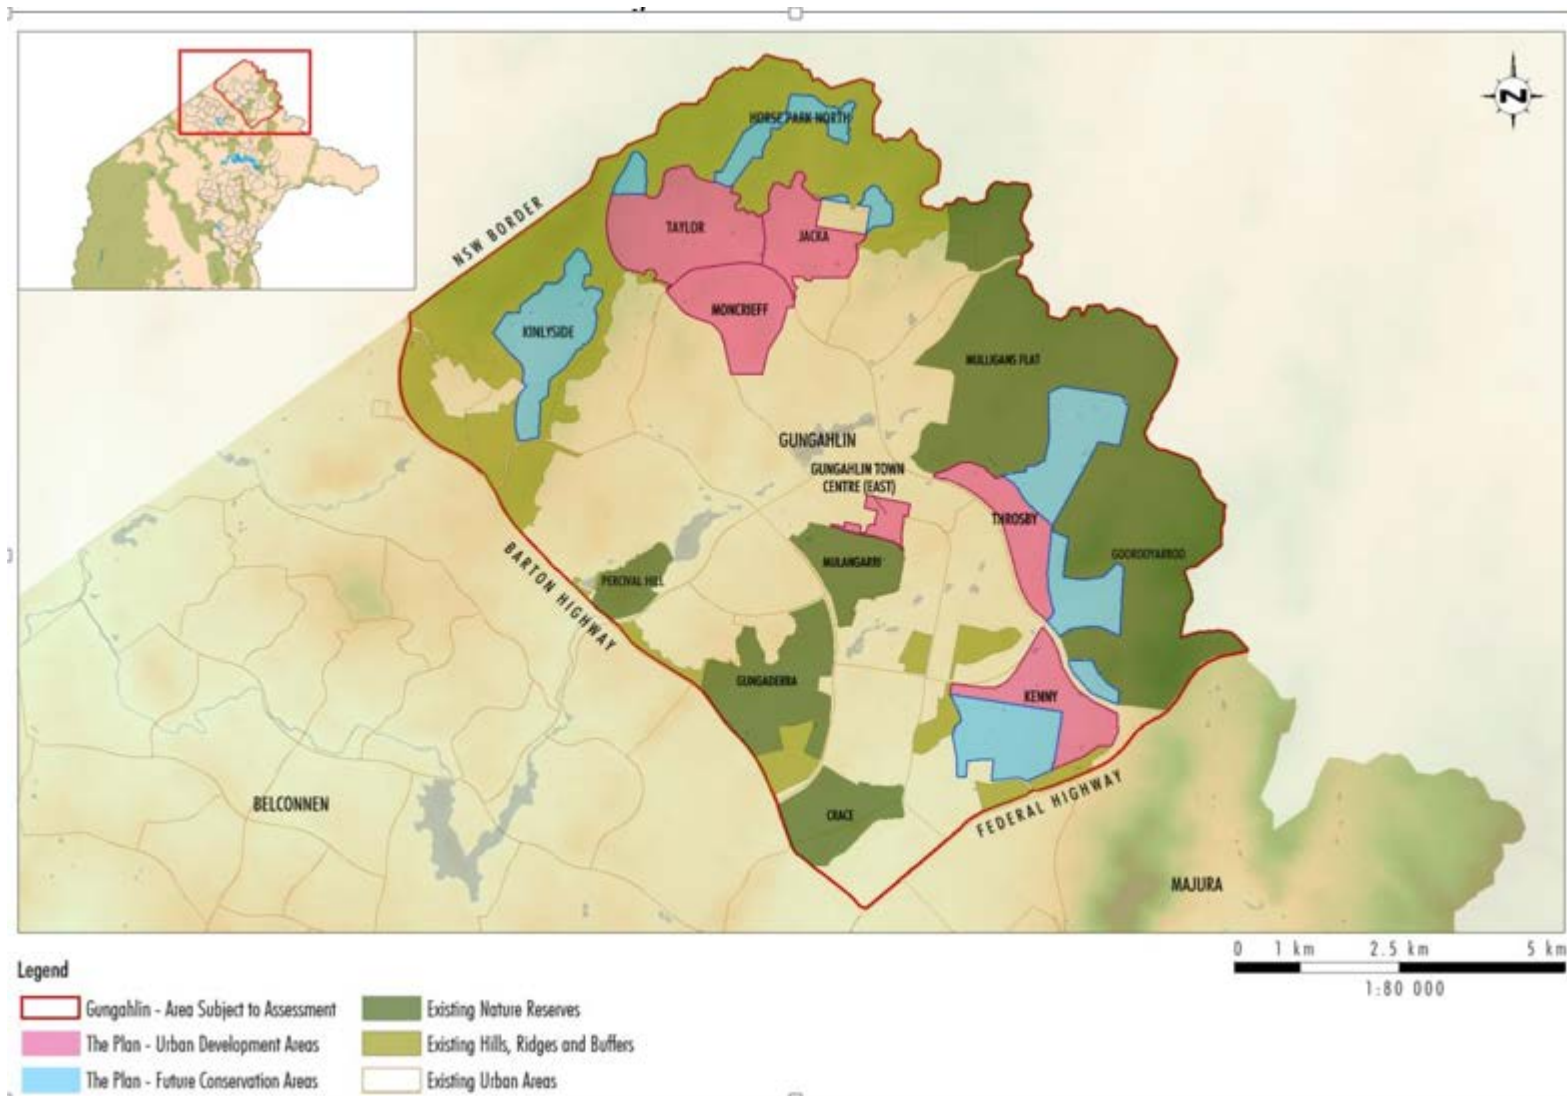 HORSE PARK NORTH
NSW BORDER
TAYLOR
JACKA
MONCRIEFF
KINLYSIDE
MULLIGANS FLAT
GUNGAHLIN
GUNGAHLIN TOWN
CENTRE (EAST)
THROSBY
GOOROOYARROO
MULANGARRI
PERCIVAL HILL
BARTON HIGHWAY
GUNGADERRA
KENNY
CRACE
FEDERAL HIGHWAY
BELCONNEN
MAJURA
N
0 1 km 2.5 km 5 km
1:80 000
Legend
Gungahlin - Area Subject to Assessment
The Plan - Urban Development Areas
The Plan - Future Conservation Areas
Existing Nature Reserves
Existing Hills, Ridges and Buffers
Existing Urban Areas